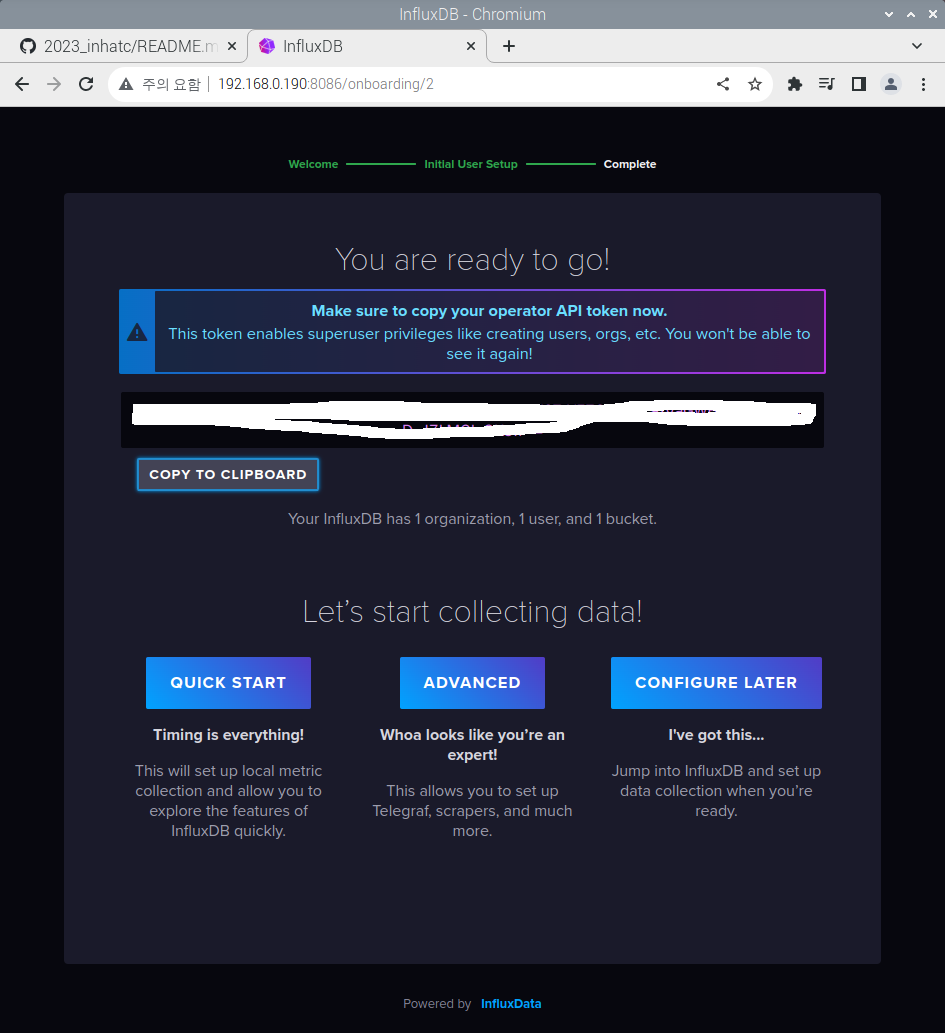 InfluxDB - Chromium
2023_inhatc/README.m
InfluxDB
주의 요함
192.168.0.190:8086/onboarding/2
Welcome
Initial User Setup
Complete
You are ready to go!
Make sure to copy your operator API token now.
This token enables superuser privileges like creating users, orgs, etc. You won't be able to
see it again!
COPY TO CLIPBOARD
Your InfluxDB has 1 organization, 1 user, and 1 bucket.
Let’s start collecting data!
QUICK START
Timing is everything!
This will set up local metric
collection and allow you to
explore the features of
InfluxDB quickly.
ADVANCED
Whoa looks like you’re an
expert!
This allows you to set up
Telegraf, scrapers, and much
more.
CONFIGURE LATER
I've got this...
Jump into InfluxDB and set up
data collection when you’re
ready.
Powered by InfluxData